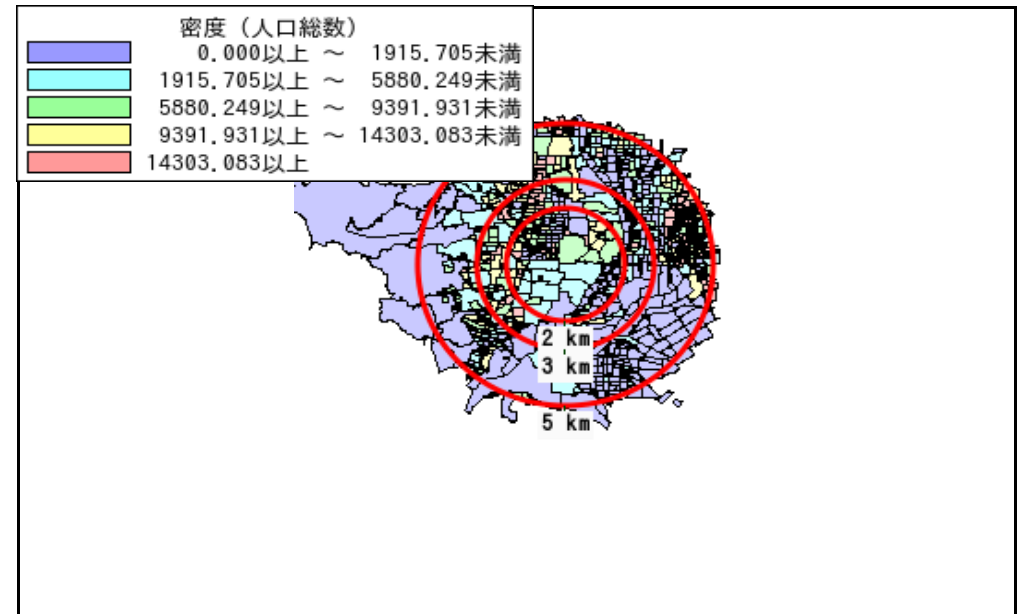 密度（人口総数）
0.000以上 ～ 1915.705未満
1915.705以上 ～ 5880.249未満
5880.249以上 ～ 9391.931未満
9391.931以上 ～ 14303.083未満
14303.083以上
2 km
3 km
5 km